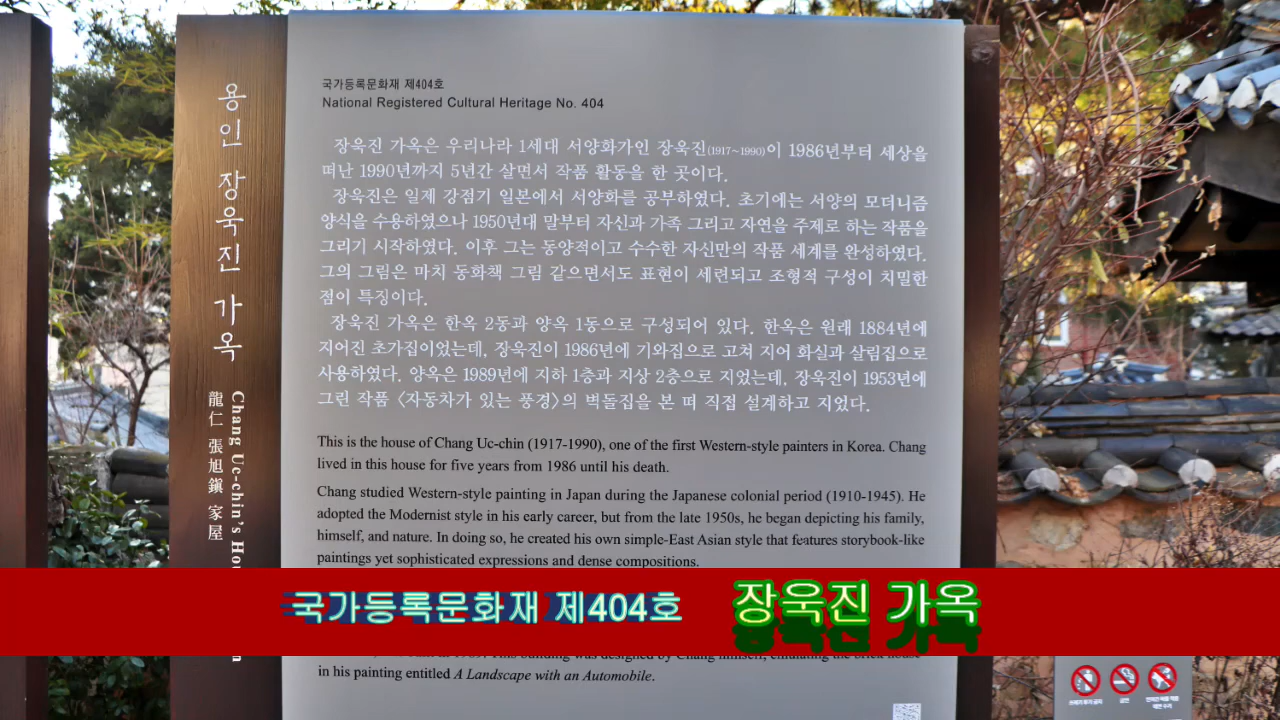 용인 장욱진 가옥
龍仁 張旭鎭 家屋
Chang Uc-chin's
국가등록문화재 제404호
National Registered Cultural Heritage No. 404
장욱진 가옥은 우리나라 1세대 서양화가인 장욱진(1917~1990)이 1986년부터 세상을
떠난 1990년까지 5년간 살면서 작품 활동을 한 곳이다.
장욱진은 일제 강점기 일본에서 서양화를 공부하였다. 초기에는 서양의 모더니즘
양식을 수용하였으나 1950년대 말부터 자신과 가족 그리고 자연을 주제로 하는 작품을
그리기 시작하였다. 이후 그는 동양적이고 수수한 자신만의 작품 세계를 완성하였다.
그의 그림은 마치 동화책 그림 같으면서도 표현이 세련되고 조형적 구성이 치밀한
점이 특징이다.
장욱진 가옥은 한옥 2동과 양옥 1동으로 구성되어 있다. 한옥은 원래 1884년에
지어진 초가집이었는데, 장욱진이 1986년에 기와집으로 고쳐 지어 화실과 살림집으로
사용하였다. 양옥은 1989년에 지하 1층과 지상 2층으로 지었는데, 장욱진이 1953년에
그린 작품 〈자동차가 있는 풍경〉의 벽돌집을 본 떠 직접 설계하고 지었다.
This is the house of Chang Uc-chin (1917-1990), one of the first Western-style painters in Korea. Chang
lived in this house for five years from 1986 until his death.
Chang studied Western-style painting in Japan during the Japanese colonial period (1910-1945). He
adopted the Modernist style in his early career, but from the late 1950s, he began depicting his family,
himself, and nature. In doing so, he created his own simple-East Asian style that features storybook-like
paintings yet sophisticated expressions and dense compositions.
국가등록문화재 제404호 장욱진 가옥
in his painting entitled A Landscape with an Automobile.
금연